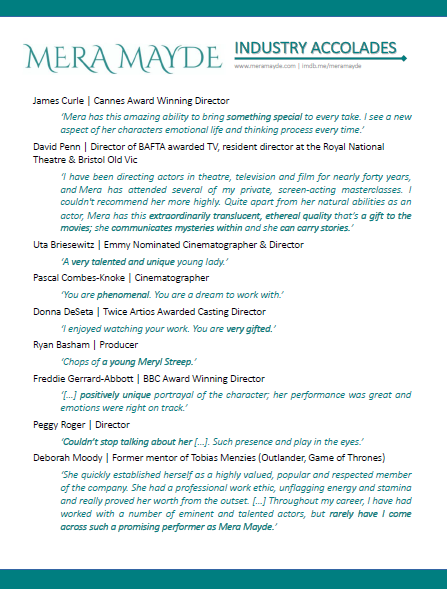 MERA MAYDE
INDUSTRY ACCOLADES
www.meramayde.com | imdb.me/meramayde
James Curle | Cannes Award Winning Director
‘Mera has this amazing ability to bring something special to every take. I see a new
aspect of her characters emotional life and thinking process every time.’
David Penn | Director of BAFTA awarded TV, resident director at the Royal National
Theatre & Bristol Old Vic
‘I have been directing actors in theatre, television and film for nearly forty years,
and Mera has attended several of my private, screen-acting masterclasses. I
couldn't recommend her more highly. Quite apart from her natural abilities as an
actor, Mera has this extraordinarily translucent, ethereal quality that’s a gift to the
movies; she communicates mysteries within and she can carry stories.’
Uta Briesewitz | Emmy Nominated Cinematographer & Director
‘A very talented and unique young lady.’
Pascal Combes-Knoke | Cinematographer
‘You are phenomenal. You are a dream to work with.’
Donna DeSeta | Twice Artios Awarded Casting Director
‘I enjoyed watching your work. You are very gifted.’
Ryan Basham | Producer
‘Chops of a young Meryl Streep.’
Freddie Gerrard-Abbott | BBC Award Winning Director
‘[...] positively unique portrayal of the character; her performance was great and
emotions were right on track.’
Peggy Roger | Director
‘Couldn’t stop talking about her [...]. Such presence and play in the eyes.’
Deborah Moody | Former mentor of Tobias Menzies (Outlander, Game of Thrones)
‘She quickly established herself as a highly valued, popular and respected member
of the company. She had a professional work ethic, unflagging energy and stamina
and really proved her worth from the outset. [...] Throughout my career, I have had
worked with a number of eminent and talented actors, but rarely have I come
across such a promising performer as Mera Mayde.’